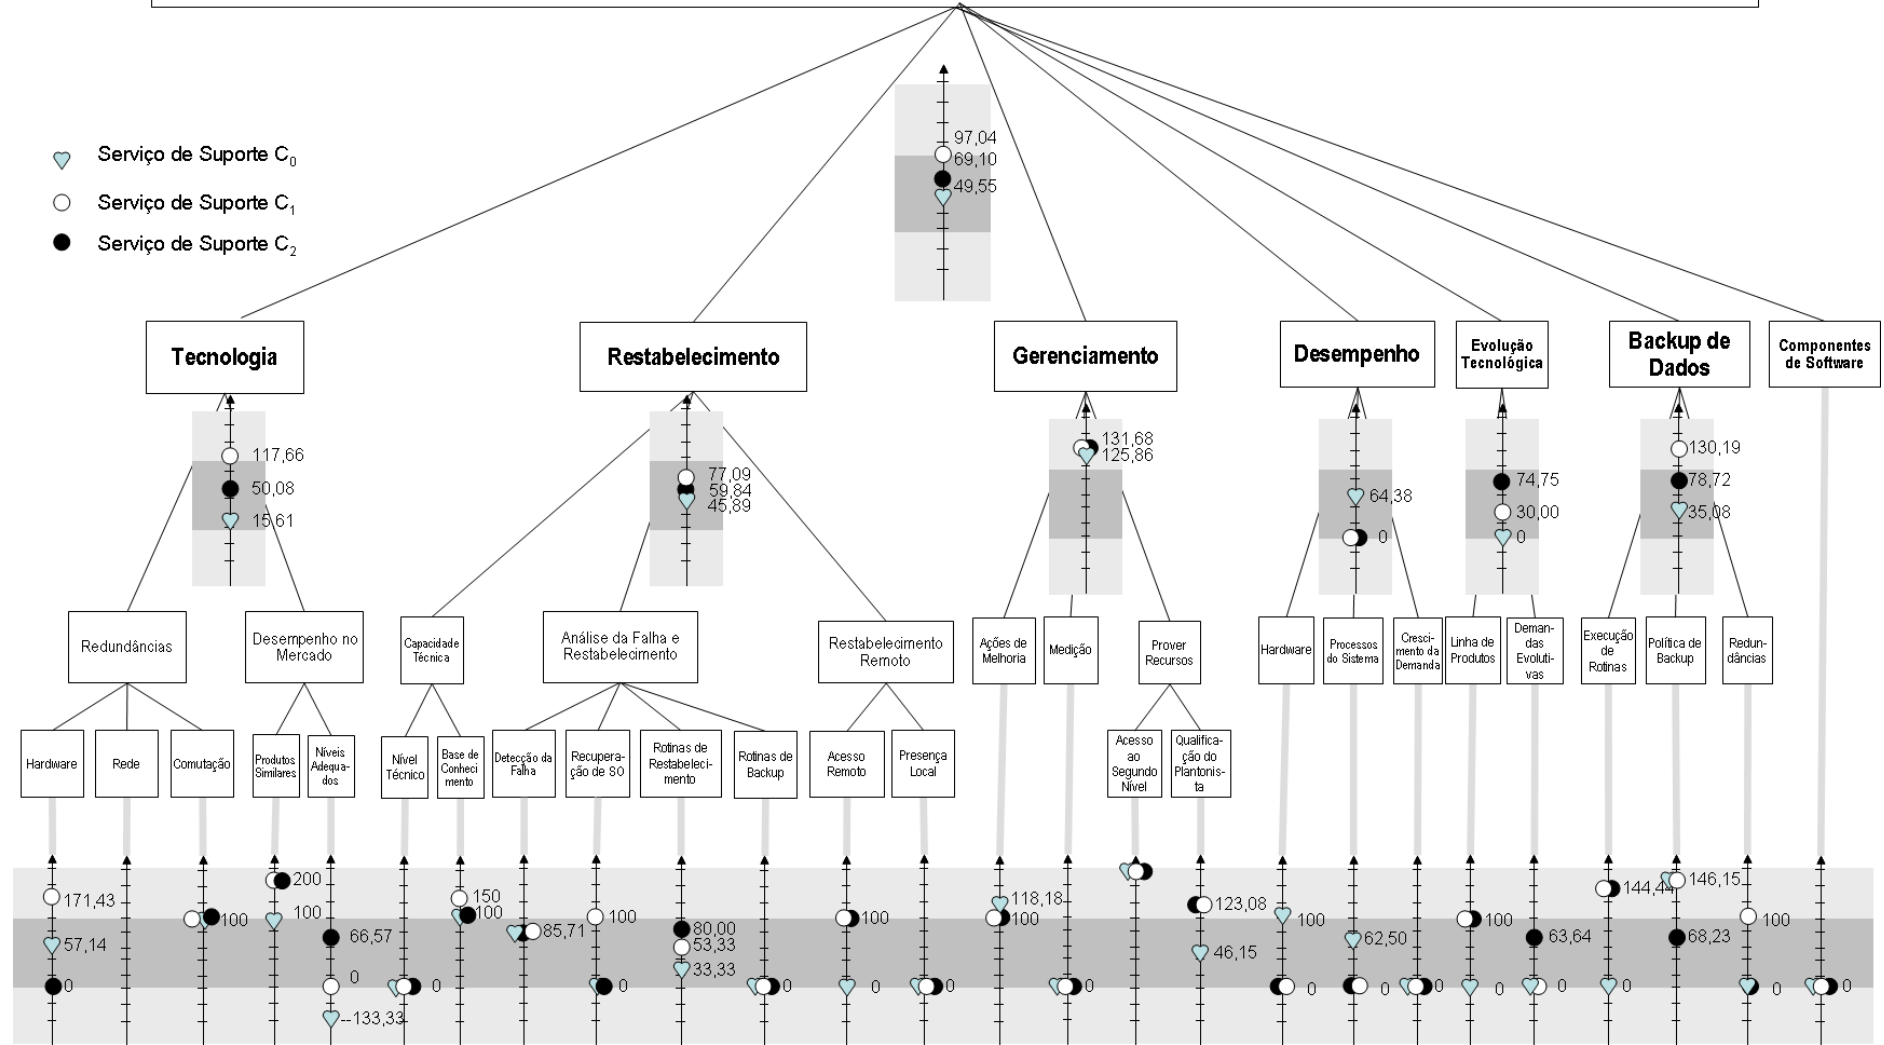 97,04
69,10
49,55
Serviço de Suporte C0
Serviço de Suporte C1
Serviço de Suporte C2
Tecnologia
Restabelecimento
Gerenciamento
Desempenho
Evolução
Tecnológica
Backup de
Dados
Componentes
de Software
117,66
50,08
15,61
77,09
59,84
45,89
131,68
125,86
64,38
0
74,75
30,00
0
130,19
78,72
35,08
Redundâncias
Desempenho no
Mercado
Capacidade
Técnica
Análise da Falha e
Restabelecimento
Restabelecimento
Remoto
Ações de
Melhoria
Medição
Prover
Recursos
Hardware
Processos
do Sistema
Cresci-
mento da
Demanda
Linha de
Produtos
Deman-
das
Evoluti-
vas
Execução
de
Rotinas
Política de
Backup
Redun-
dâncias
Hardware
Rede
Comutação
Produtos
Similares
Níveis
Adequa-
dos
Nível
Técnico
Base de
Conheci
mento
Detecção da
Falha
Recupera-
ção de SO
Rotinas de
Restabeleci-
mento
Rotinas de
Backup
Acesso
Remoto
Presença
Local
Acesso
ao
Segundo
Nível
Qualifica-
ção do
Plantonis-
ta
171,43
57,14
0
100
200
100
66,57
0
--133,33
0
150
100
85,71
100
0
80,00
53,33
33,33
0
100
0
0
118,18
100
0
123,08
46,15
100
0
62,50
0
0
100
0
63,64
0
144,44
0
146,15
68,23
100
0
0